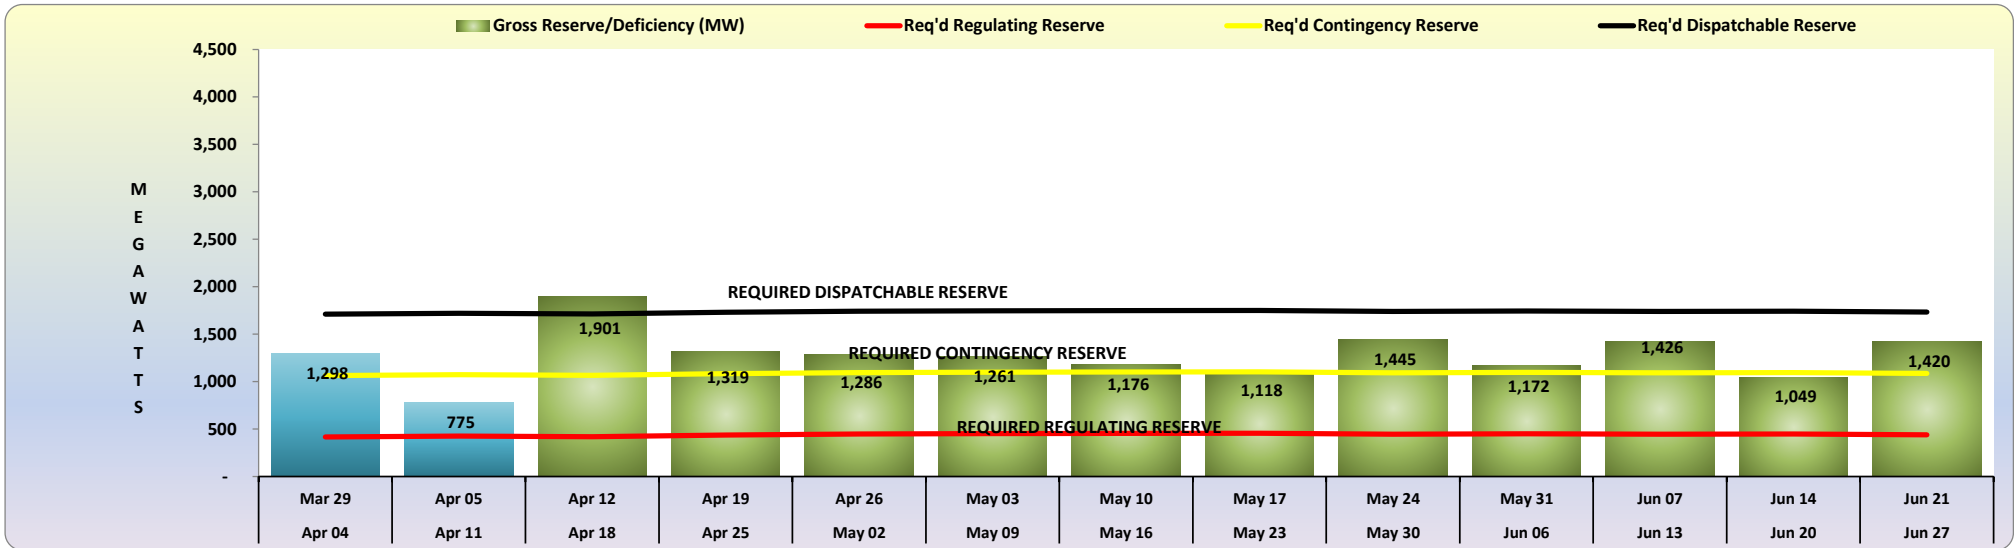 Gross Reserve/Deficiency (MW) Req'd Regulating Reserve Req'd Contingency Reserve Req'd Dispatchable Reserve
4,500
4,000
3,500
3,000
2,500
2,000
1,500
1,000
500
-
M
E
G
A
W
A
T
T
S
REQUIRED DISPATCHABLE RESERVE
REQUIRED CONTINGENCY RESERVE
REQUIRED REGULATING RESERVE
1,298 775 1,901 1,319 1,286 1,261 1,176 1,118 1,445 1,172 1,426 1,049 1,420
Mar 29 Apr 05 Apr 12 Apr 19 Apr 26 May 03 May 10 May 17 May 24 May 31 Jun 07 Jun 14 Jun 21
Apr 04 Apr 11 Apr 18 Apr 25 May 02 May 09 May 16 May 23 May 30 Jun 06 Jun 13 Jun 20 Jun 27